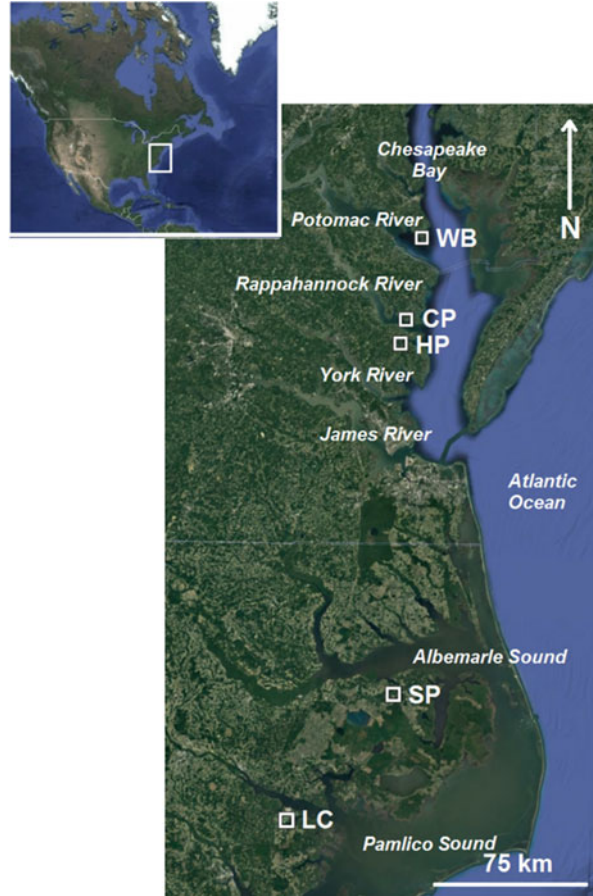 Chesapeake
Bay
N
Potomac River
WB
Rappahannock River
CP
HP
York River
James River
Atlantic
Ocean
Albemarle Sound
SP
LC
Pamlico Sound
75 km